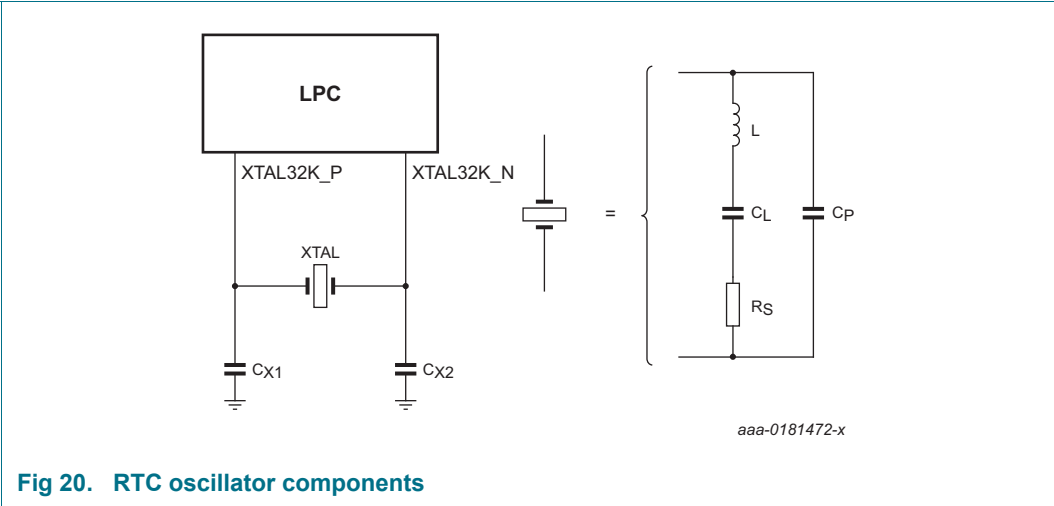 LPC
XTAL32K_P
XTAL32K_N
XTAL
CX1
CX2
=
L
CL
CP
RS
aaa-0181472-x
Fig 20. RTC oscillator components